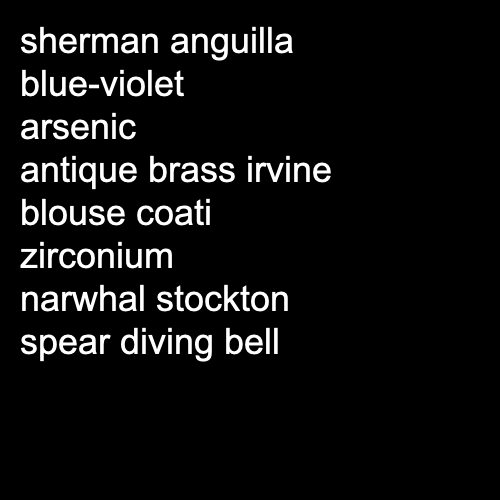 sherman anguilla
blue-violet
arsenic
antique brass irvine
blouse coati
zirconium
narwhal stockton
spear diving bell